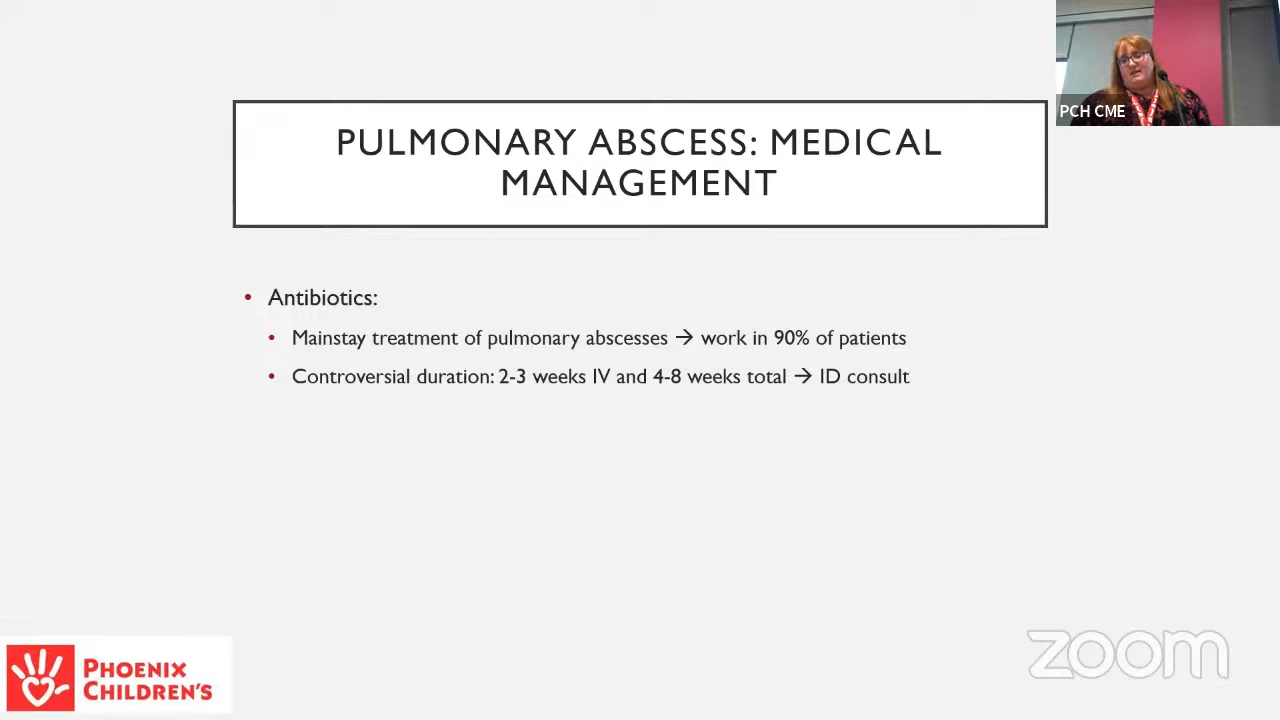 PCH CME
PULMONARY ABSCESS: MEDICAL
MANAGEMENT
• Antibiotics:
• Mainstay treatment of pulmonary abscesses → work in 90% of patients
• Controversial duration: 2-3 weeks IV and 4-8 weeks total → ID consult
PHOENIX
CHILDREN'S
zoom